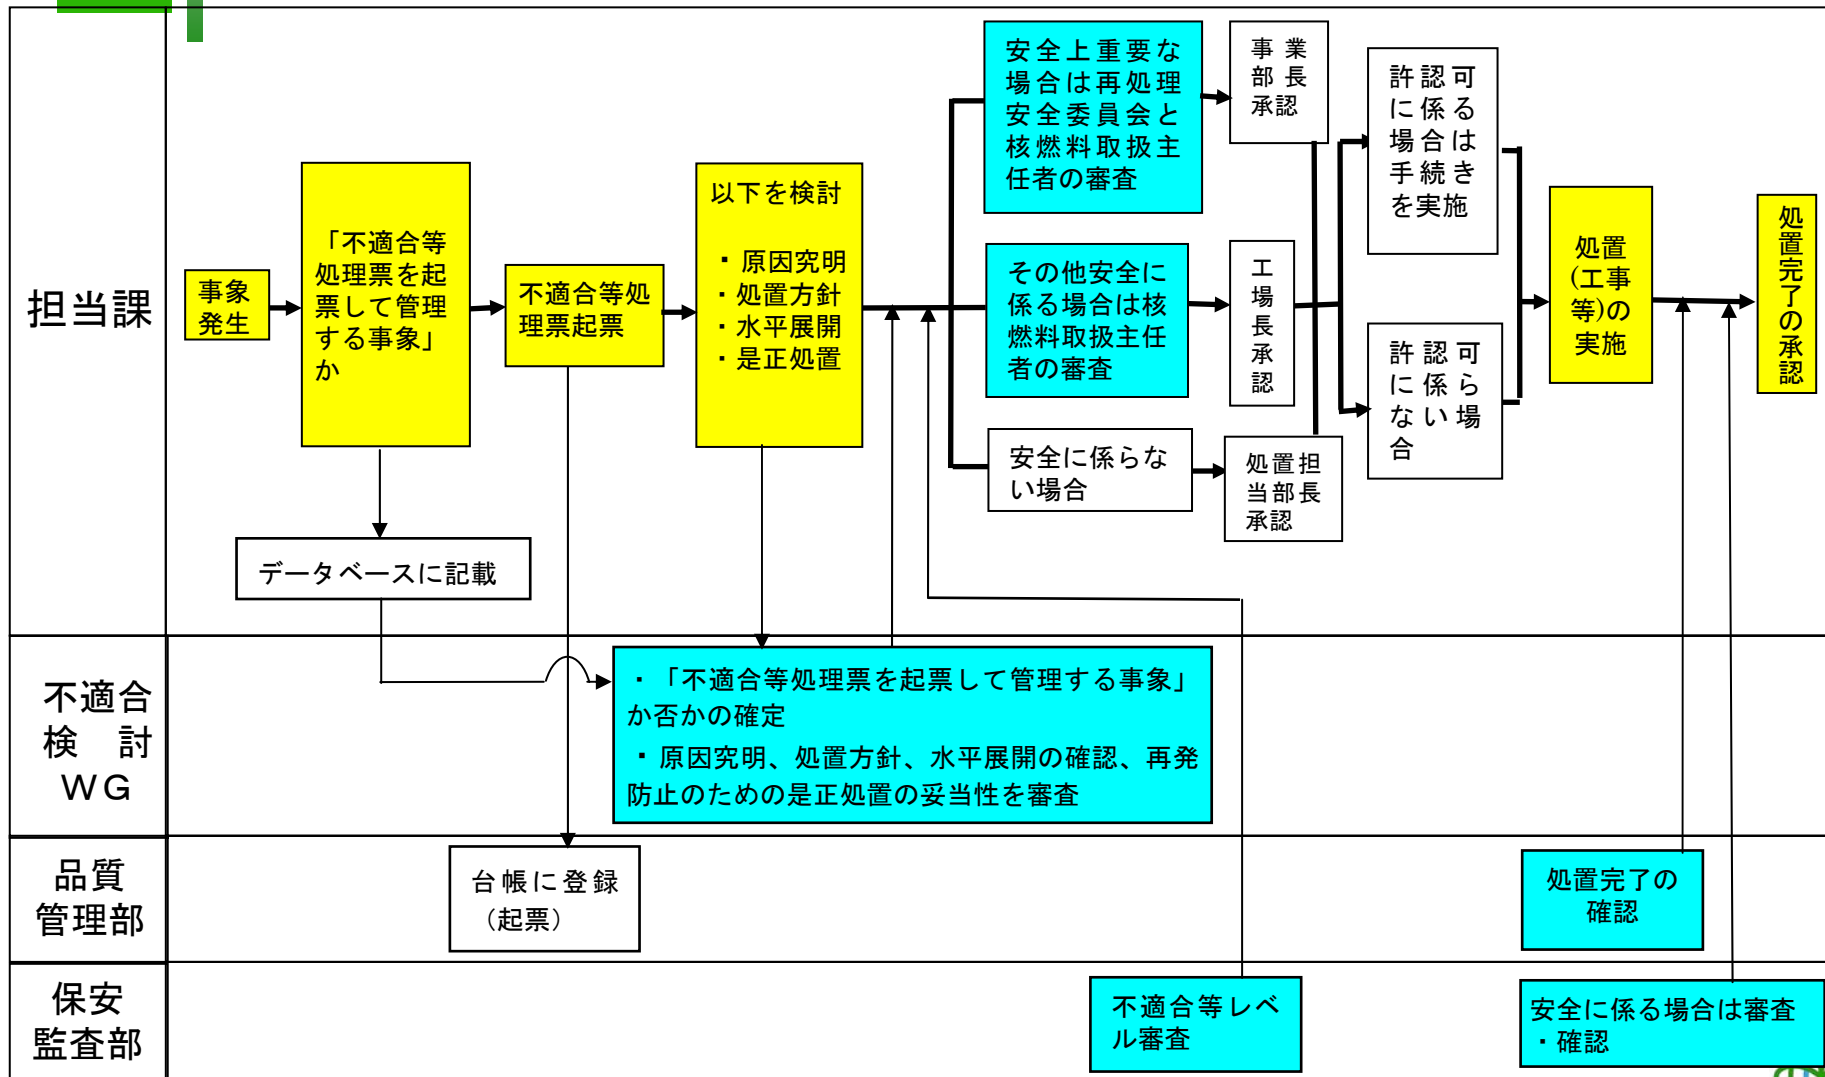 担当課
事象
発生
「不適合等
処理票を起
票して管理
する事象」
か
データベースに記載
不適合等処
理票起票
以下を検討
・原因究明
・処置方針
・水平展開
・是正処置
安全上重要な
場合は再処理
安全委員会と
核燃料取扱主
任者の審査
事業
部長
承認
その他安全に
係る場合は核
燃料取扱主任
者の審査
工
場
長
承
認
安全に係らな
い場合
処置担
当部長
承認
許認可
に係る
場合は
手続き
を実施
許認可
に係ら
ない場
合
処置
(工事
等)の
実施
処置完了の承認
不適合
検　討
ＷＧ
・「不適合等処理票を起票して管理する事象」
か否かの確定
・原因究明、処置方針、水平展開の確認、再発
防止のための是正処置の妥当性を審査
品質
管理部
台帳に登録
（起票）
処置完了の
確認
保安
監査部
不適合等レベ
ル審査
安全に係る場合は審査
・確認